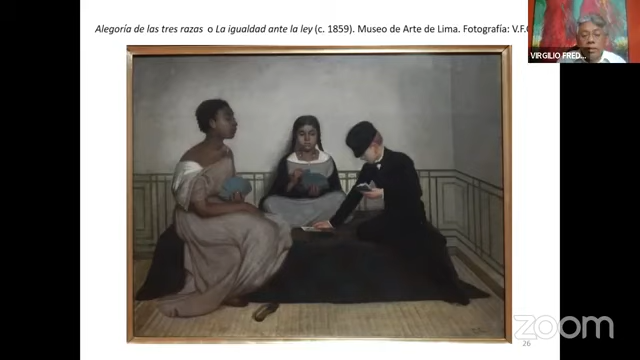 Alegoría de las tres razas o La igualdad ante la ley (c. 1859). Museo de Arte de Lima. Fotografía: V.F.
VIRGILIO FRED...
zoom
26